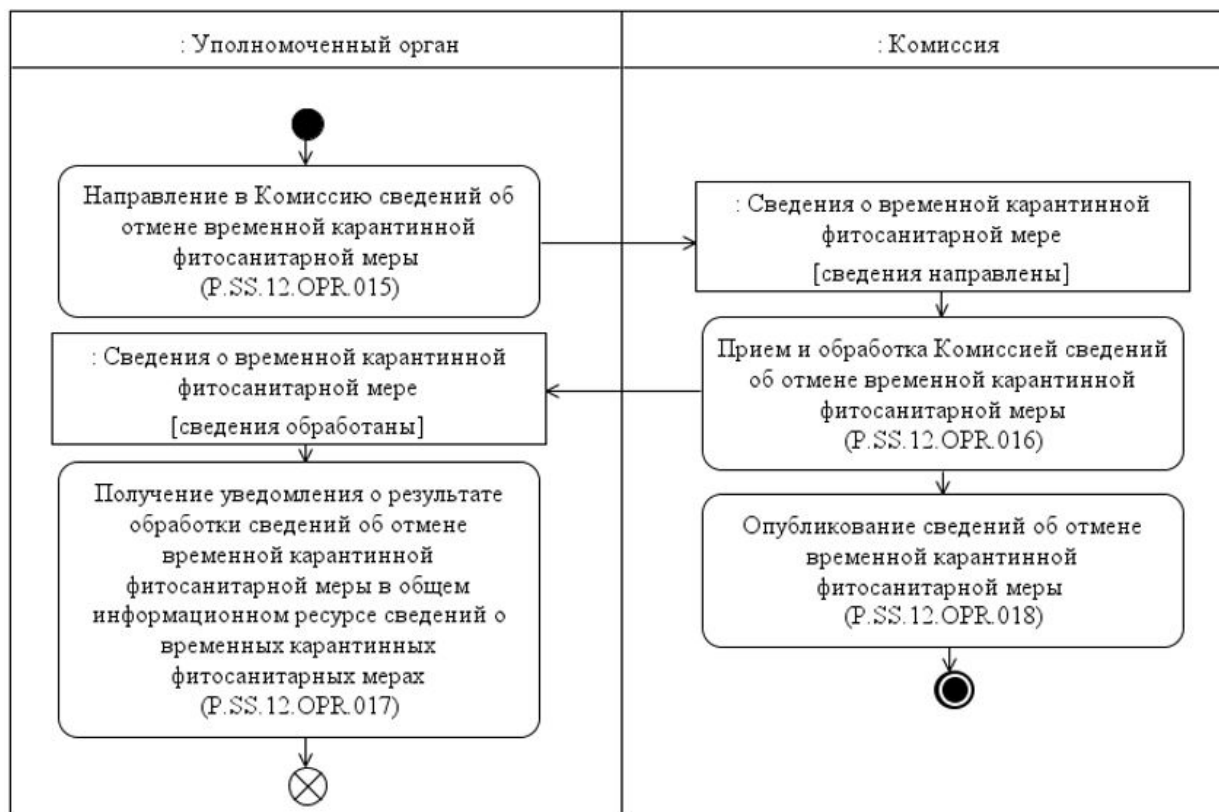 : Уполномоченный орган
: Комиссия
Направление в Комиссию сведений об
отмене временной карантинной
фитосанитарной меры
(P.SS.12.OPR.015)
: Сведения о временной карантинной
фитосанитарной мере
[сведения направлены]
: Сведения о временной карантинной
фитосанитарной мере
[сведения обработаны]
Прием и обработка Комиссией сведений
об отмене временной карантинной
фитосанитарной меры
(P.SS.12.OPR.016)
Получение уведомления о результате
обработки сведений об отмене
временной карантинной
фитосанитарной меры в общем
информационном ресурсе сведений о
временных карантинных
фитосанитарных мерах
(P.SS.12.OPR.017)
Опубликование сведений об отмене
временной карантинной
фитосанитарной меры
(P.SS.12.OPR.018)